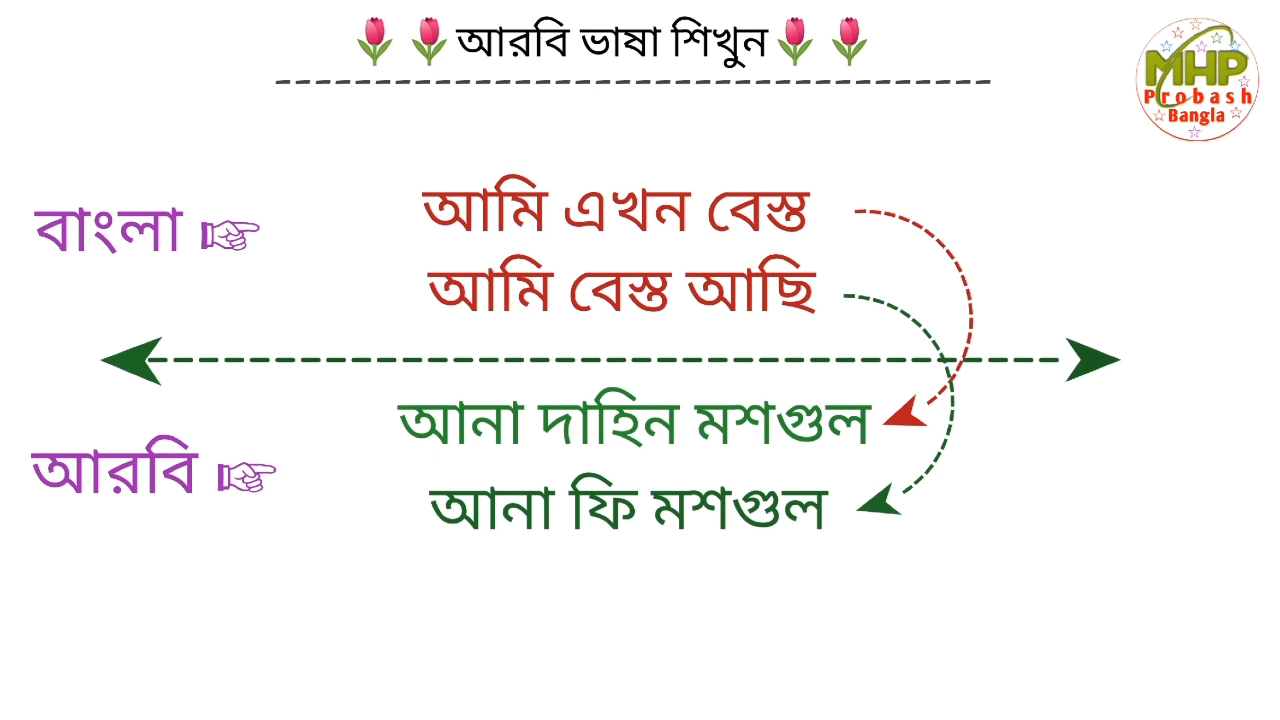 🌷🌷আরবি ভাষা শিখুন🌷🌷
MHP
Probash
Bangla
বাংলা ☞
আমি এখন বেস্ত
আমি বেস্ত আছি
আরবি ☞
আনা দাহিন মশগুল
আনা ফি মশগুল